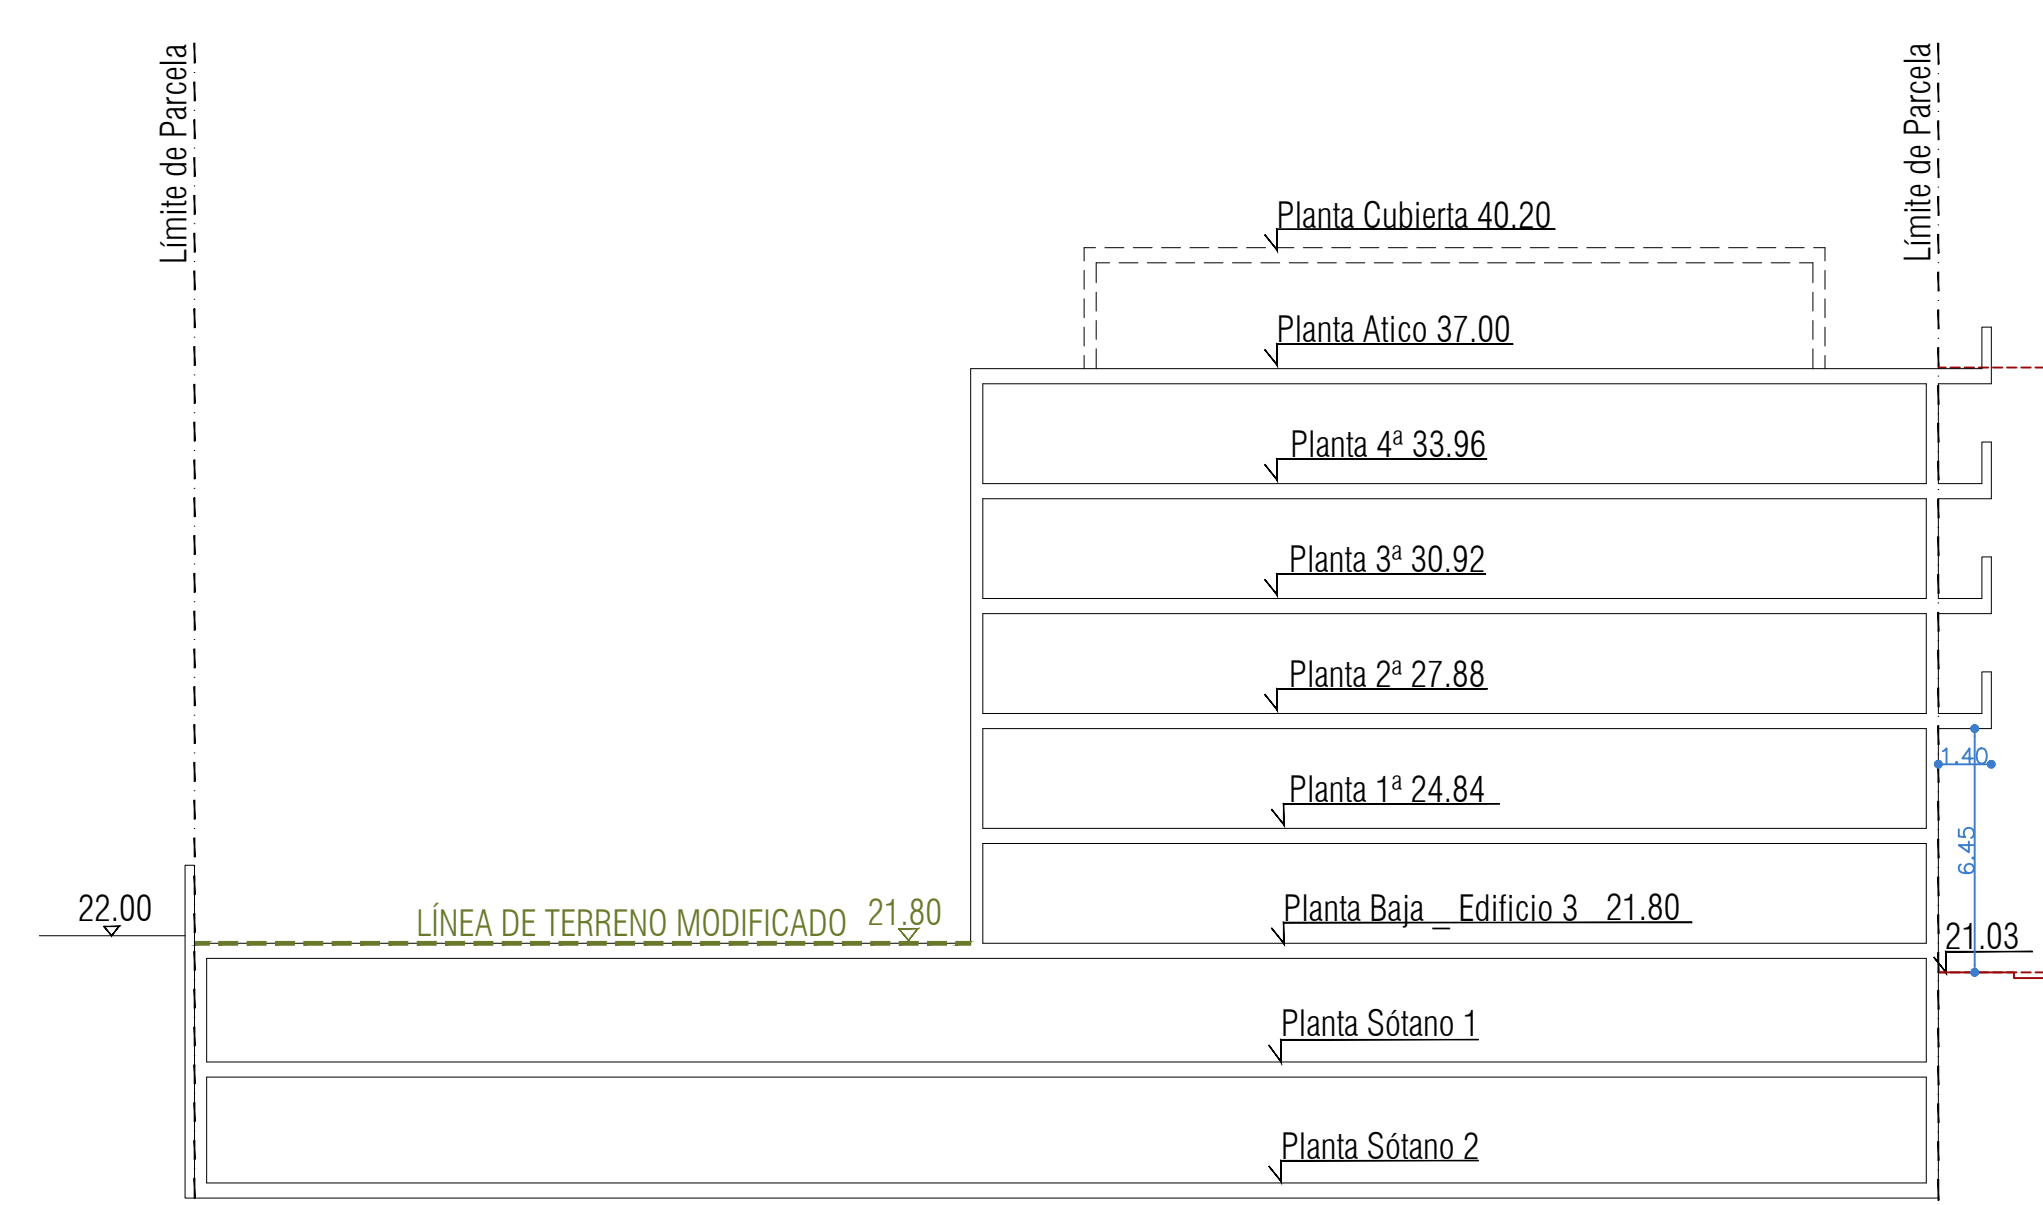 Límite de Parcela
Límite de Parcela
Planta Cubierta 40.20
Planta Atico 37.00
Planta 4ª 33.96
Planta 3ª 30.92
Planta 2ª 27.88
1.40
Planta 1ª 24.84
6.45
22.00
LÍNEA DE TERRENO MODIFICADO 21.80
Planta Baja _ Edificio 3 21.80
21.03
Planta Sótano 1
Planta Sótano 2